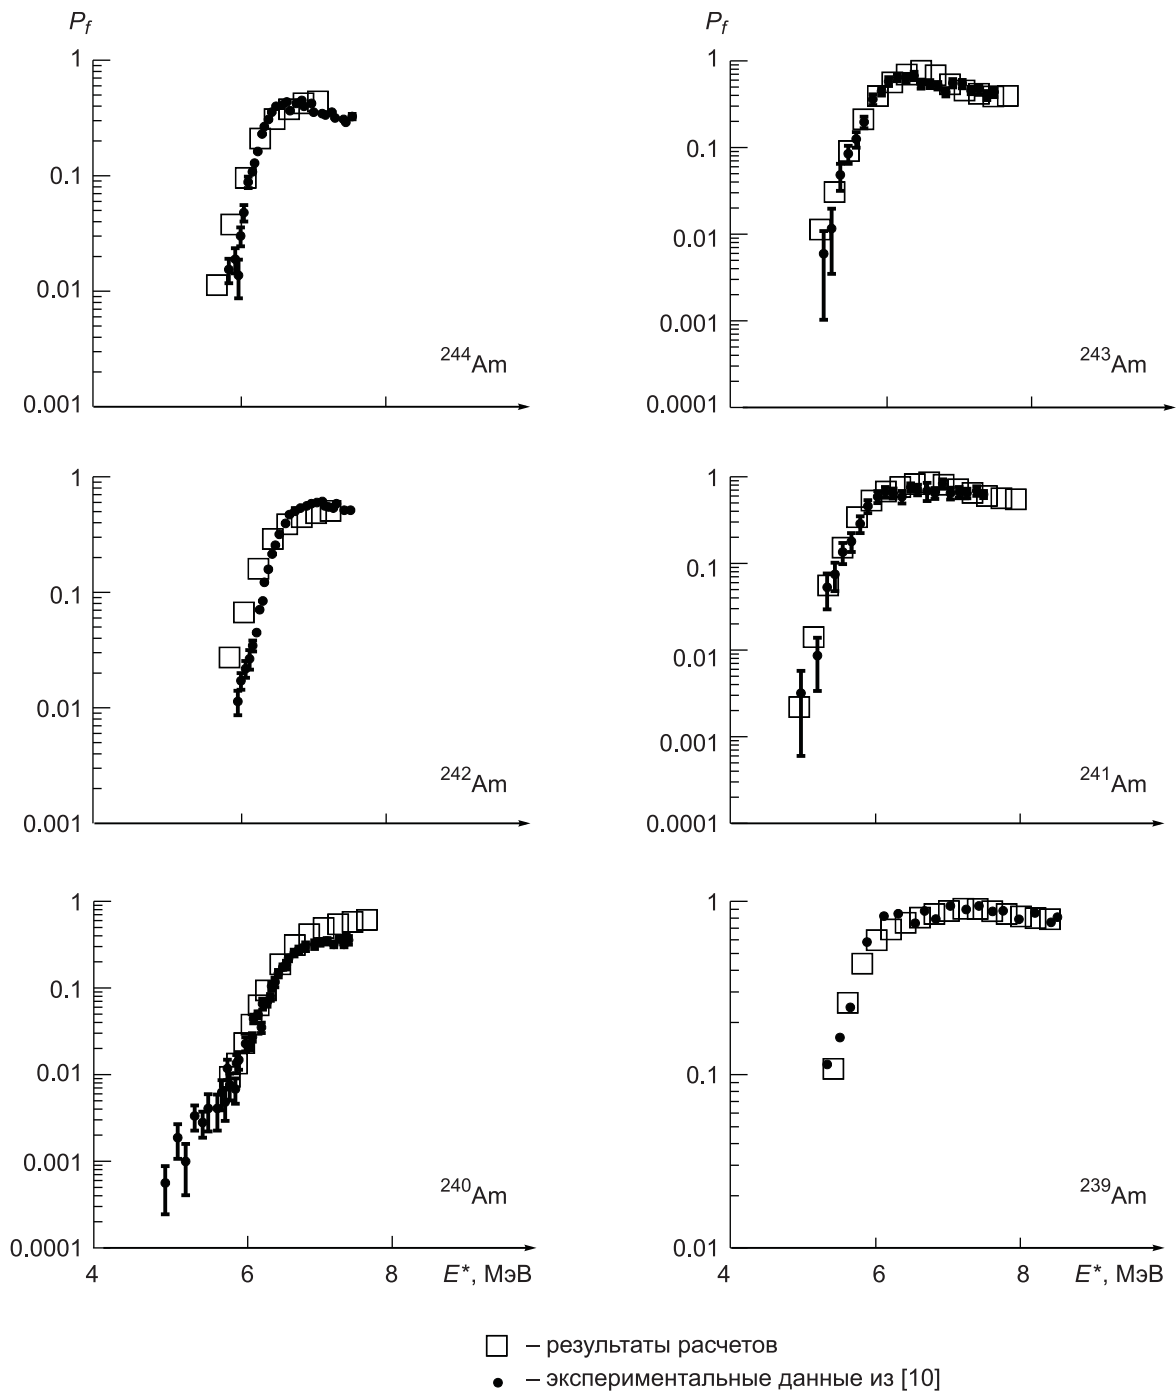 P_f
1
0.1
0.01
0.001
²⁴⁴Am
P_f
1
0.1
0.01
0.001
0.0001
²⁴³Am
1
0.1
0.01
0.001
²⁴²Am
1
0.1
0.01
0.001
0.0001
²⁴¹Am
1
0.1
0.01
0.001
0.0001
²⁴⁰Am
4 6 8 E*, МэВ
1
0.1
0.01
0.01
²³⁹Am
4 6 8 E*, МэВ
– результаты расчетов
– экспериментальные данные из [10]